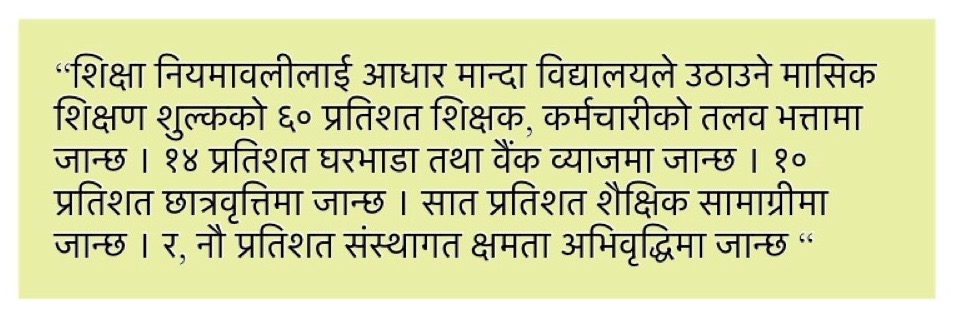 “शिक्षा नियमावलीलाई आधार मान्दा विद्यालयले उठाउने मासिक
शिक्षण शुल्कको ६० प्रतिशत शिक्षक, कर्मचारीको तलव भत्तामा
जान्छ । १४ प्रतिशत घरभाडा तथा वैंक व्याजमा जान्छ । १०
प्रतिशत छात्रवृत्तिमा जान्छ । सात प्रतिशत शैक्षिक सामाग्रीमा
जान्छ । र, नौ प्रतिशत संस्थागत क्षमता अभिवृद्धिमा जान्छ “